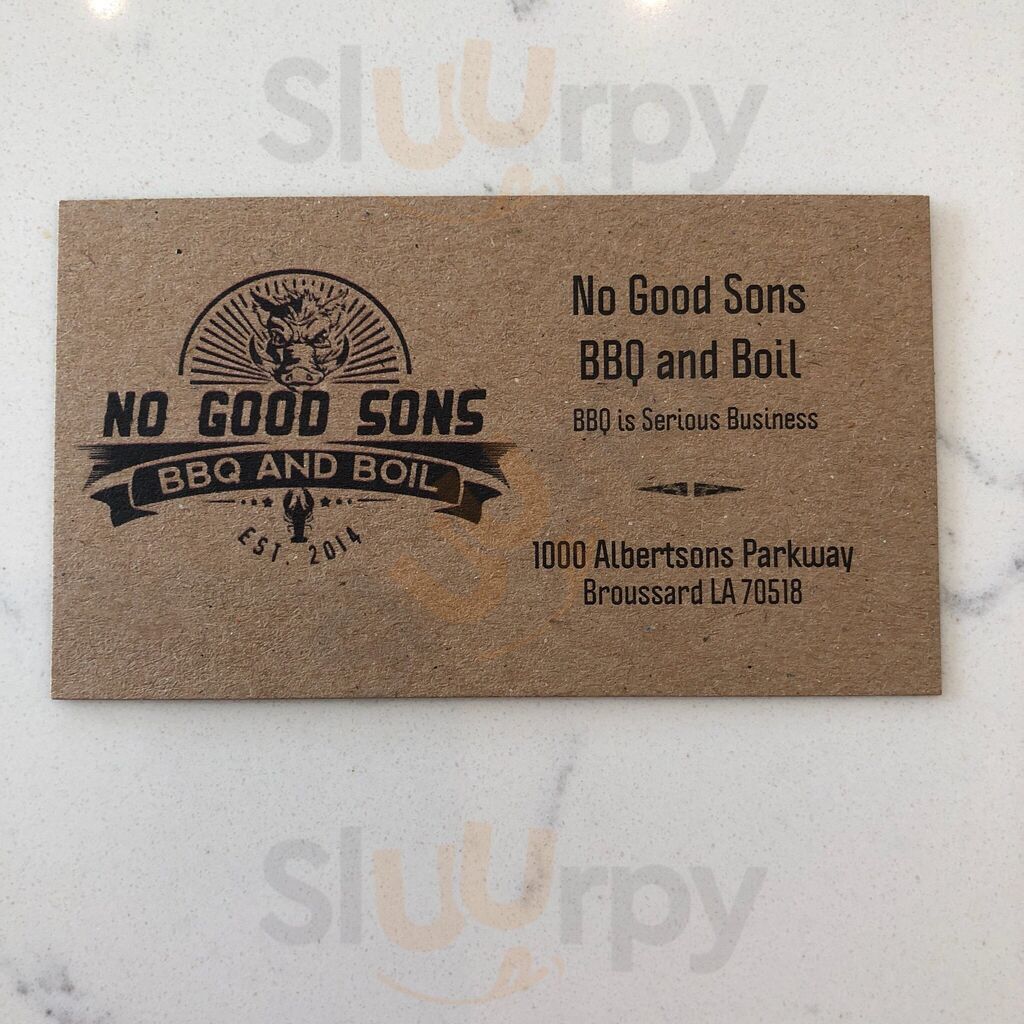 Sluurpy
NO GOOD SONS
BBQ AND BOIL
EST. 2014
No Good Sons
BBQ and Boil
BBQ is Serious Business
1000 Albertsons Parkway
Broussard LA 70518
Sluurpy